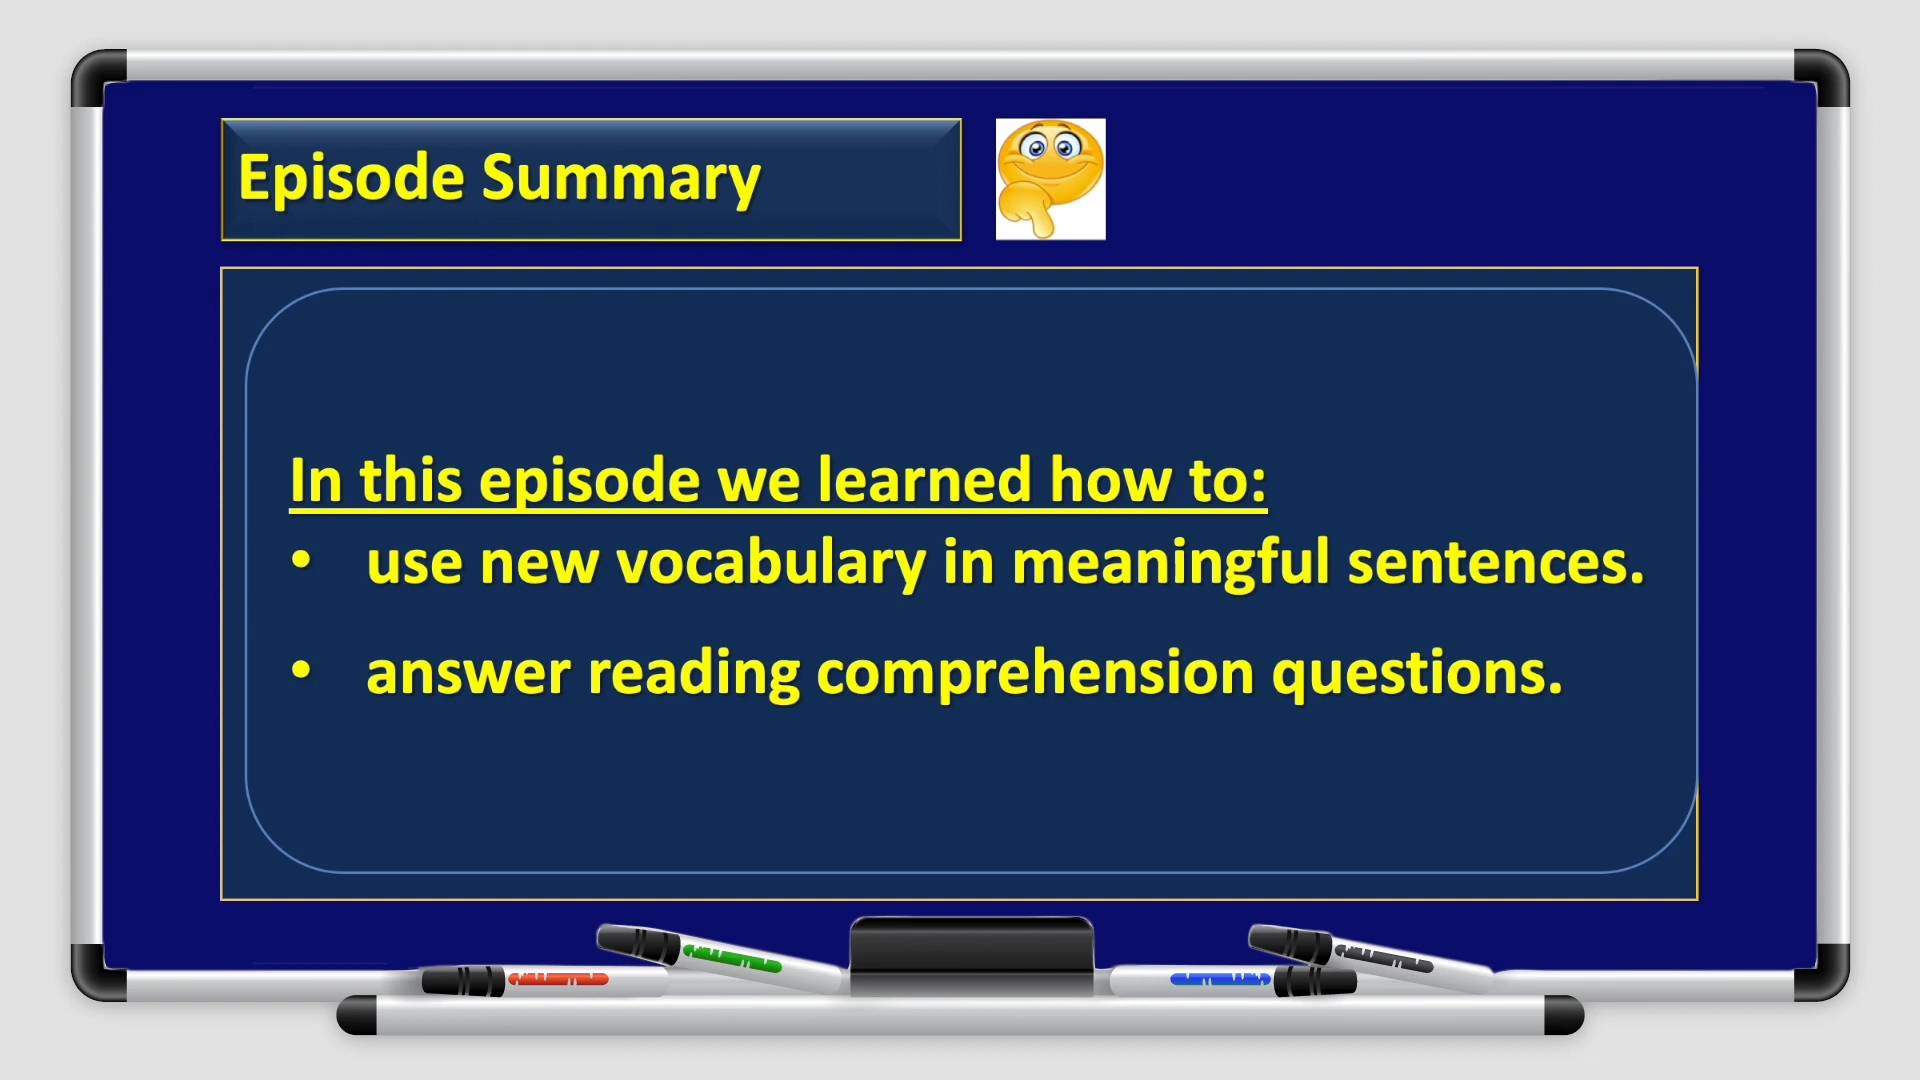 Episode Summary
In this episode we learned how to:
• use new vocabulary in meaningful sentences.
• answer reading comprehension questions.